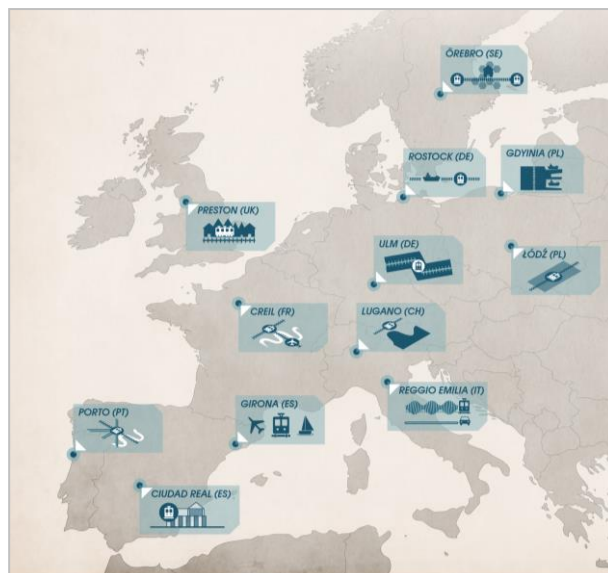 ÖREBRO (SE)
ROSTOCK (DE)
GDYINIA (PL)
PRESTON (UK)
ULM (DE)
ŁÓDŹ (PL)
CREIL (FR)
LUGANO (CH)
REGGIO EMILIA (IT)
PORTO (PT)
GIRONA (ES)
CIUDAD REAL (ES)